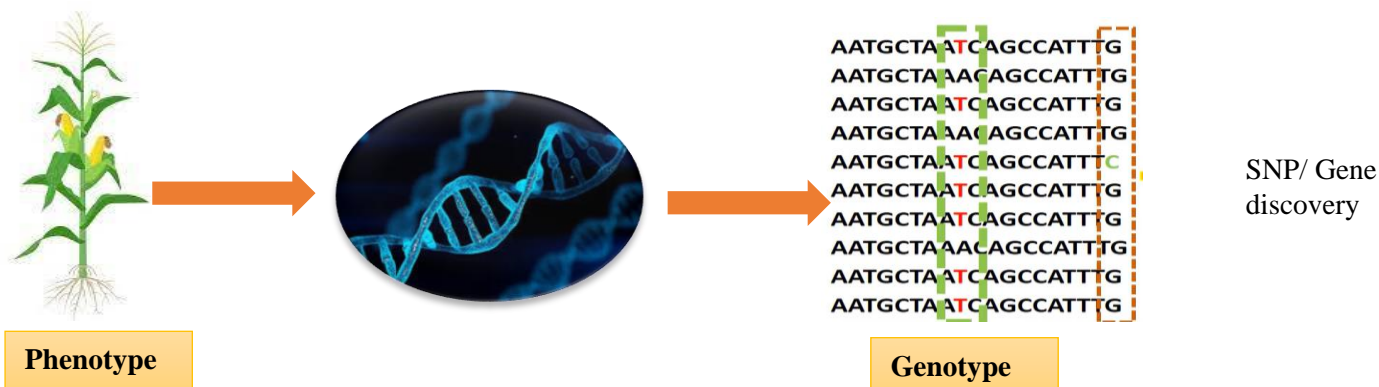 AATGCTAATCAGCCATTTG
AATGCTAAACAGCCATTTG
AATGCTAATCAGCCATTTG
AATGCTAAACAGCCATTTG
AATGCTAATCAGCCATTTC
AATGCTAATCAGCCATTTG
AATGCTAATCAGCCATTTG
AATGCTAAACAGCCATTTG
AATGCTAATCAGCCATTTG
AATGCTAATCAGCCATTTG
SNP/ Gene
discovery
Phenotype
Genotype